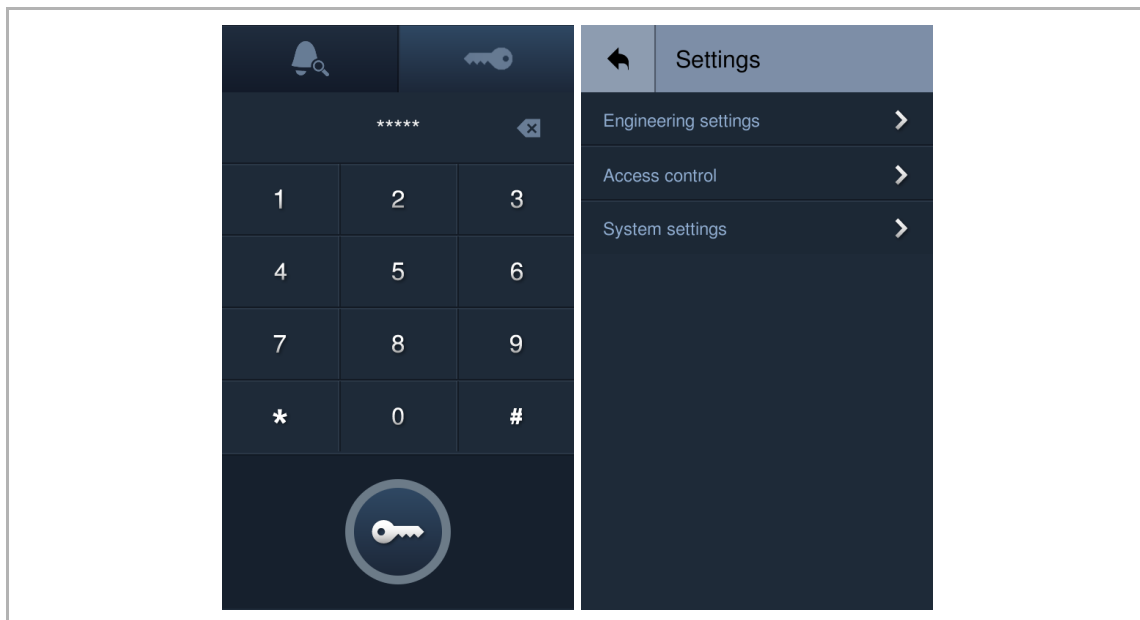 *****
1 2 3
4 5 6
7 8 9
* 0 #
Settings
Engineering settings
Access control
System settings